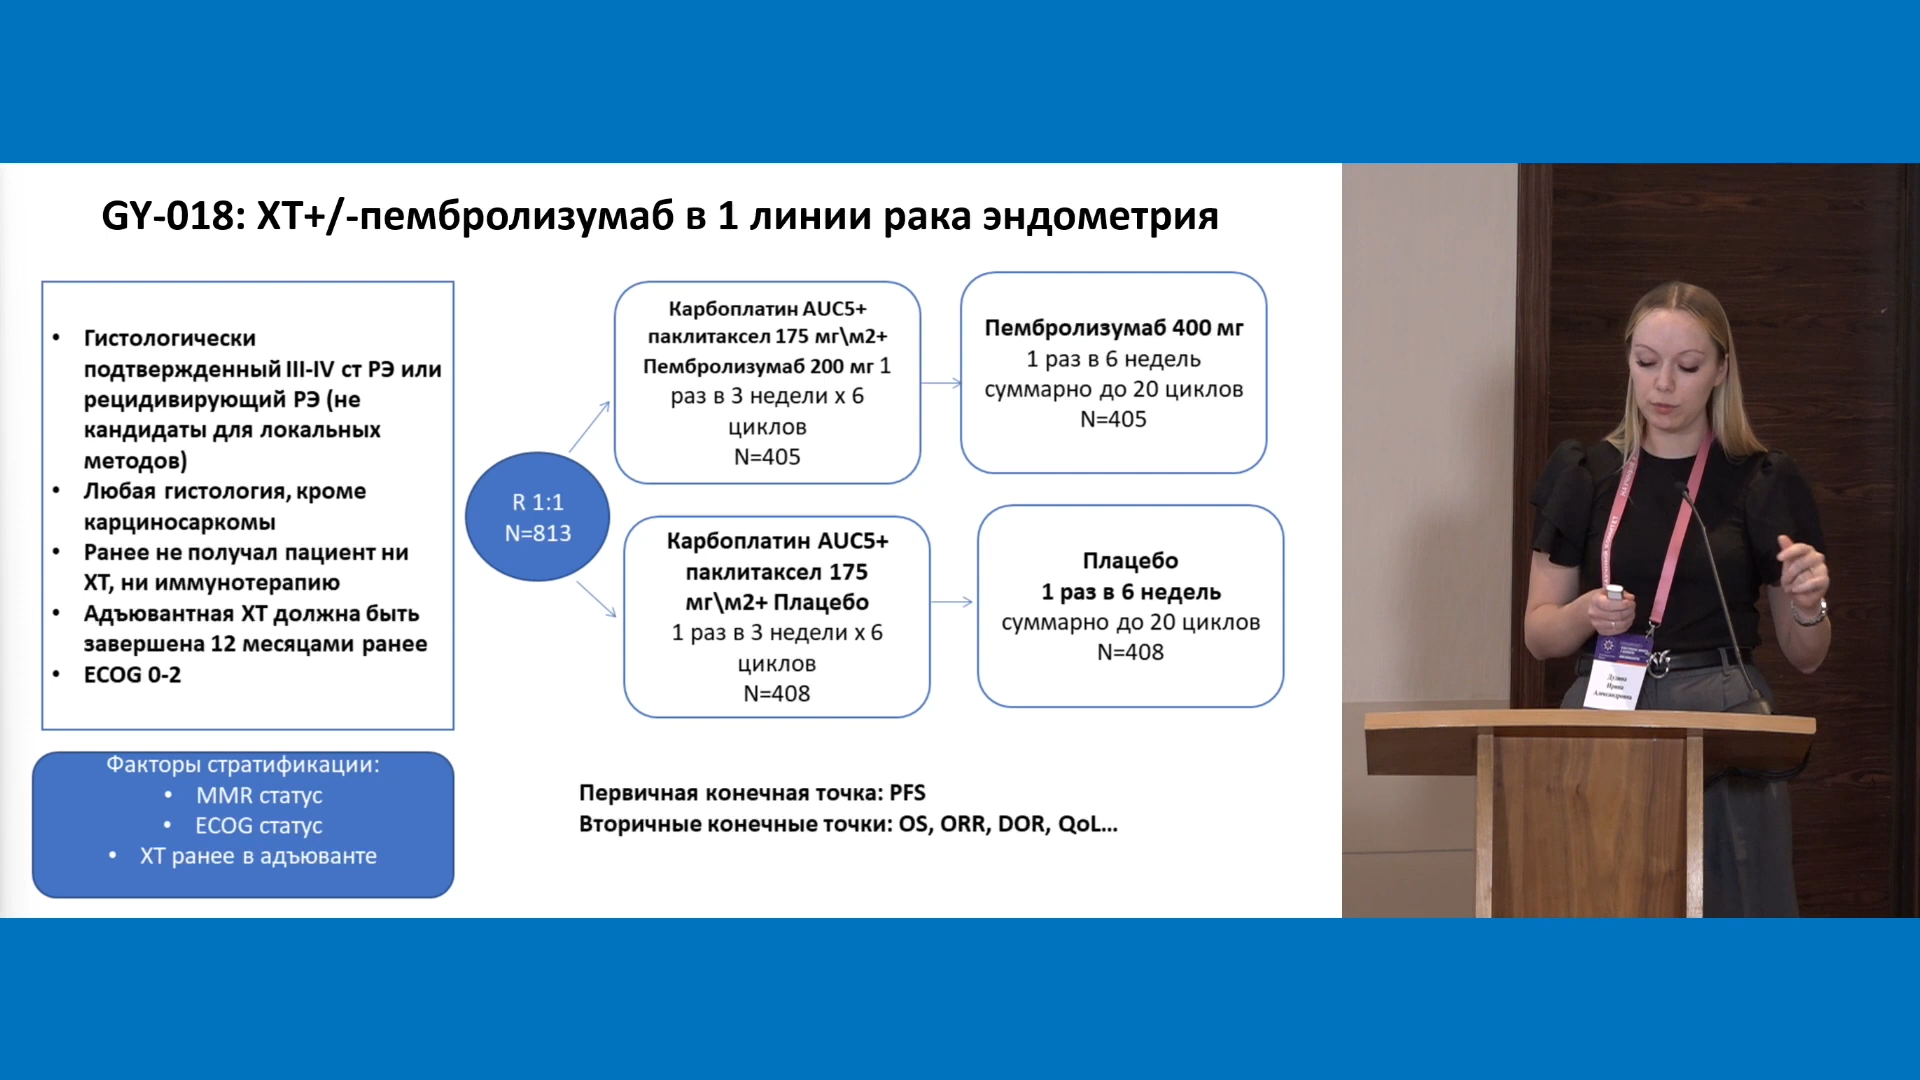 GY-018: ХТ+/-пембролизумаб в 1 линии рака эндометрия
• Гистологически
подтвержденный III-IV ст РЭ или
рецидивирующий РЭ (не
кандидаты для локальных
методов)
• Любая гистология, кроме
карциносаркомы
• Ранее не получал пациент ни
ХТ, ни иммунотерапию
• Адъювантная ХТ должна быть
завершена 12 месяцами ранее
• ECOG 0-2
Факторы стратификации:
• MMR статус
• ECOG статус
• ХТ ранее в адъюванте
R 1:1
N=813
Карбоплатин AUC5+
паклитаксел 175 мг\м2+
Пембролизумаб 200 мг 1
раз в 3 недели х 6
циклов
N=405
Пембролизумаб 400 мг
1 раз в 6 недель
суммарно до 20 циклов
N=405
Карбоплатин AUC5+
паклитаксел 175
мг\м2+ Плацебо
1 раз в 3 недели х 6
циклов
N=408
Плацебо
1 раз в 6 недель
суммарно до 20 циклов
N=408
Первичная конечная точка: PFS
Вторичные конечные точки: OS, ORR, DOR, QoL...
Дудина
Ирина
Александровна